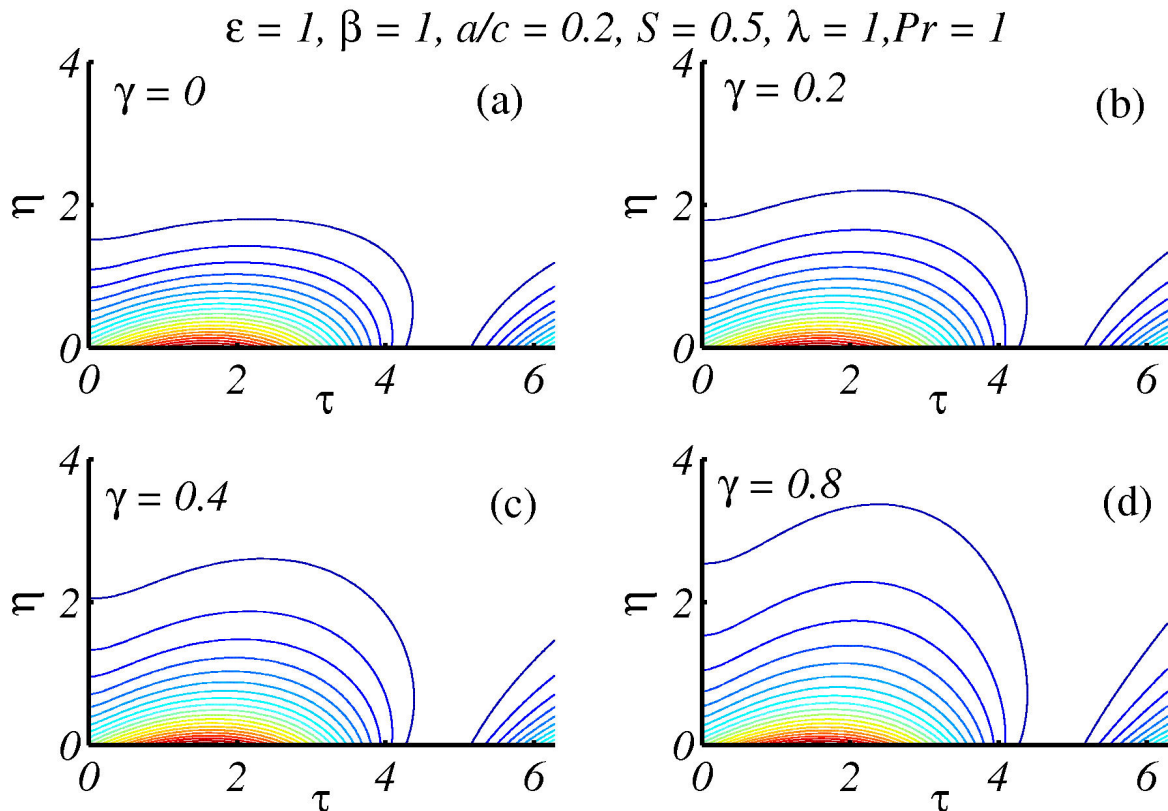 ε = 1, β = 1, a/c = 0.2, S = 0.5, λ = 1,Pr = 1
4 γ = 0 (a)
η 2
0
0 2 4 6
τ
4 γ = 0.2 (b)
η 2
0
0 2 4 6
τ
4 γ = 0.4 (c)
η 2
0
0 2 4 6
τ
4 γ = 0.8 (d)
η 2
0
0 2 4 6
τ